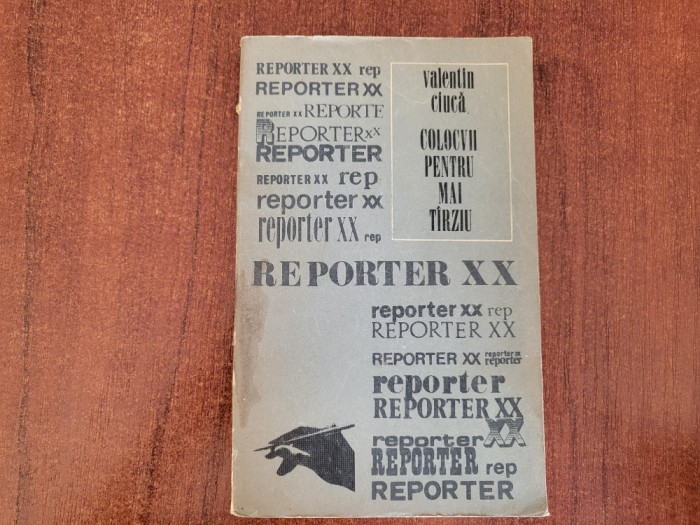 REPORTER XX rep
REPORTER XX
REPORTER XX REPORTE
REPORTER XX
REPORTER
REPORTER XX rep
reporter XX
reporter XX rep
valentin
ciucă
COLOCVII
PENTRU
MAI
TÎRZIU
REPORTER XX
reporter XX rep
REPORTER XX
REPORTER XX reporter XX
reporter
reporter
REPORTER XX
reporter XX
REPORTER rep
REPORTER